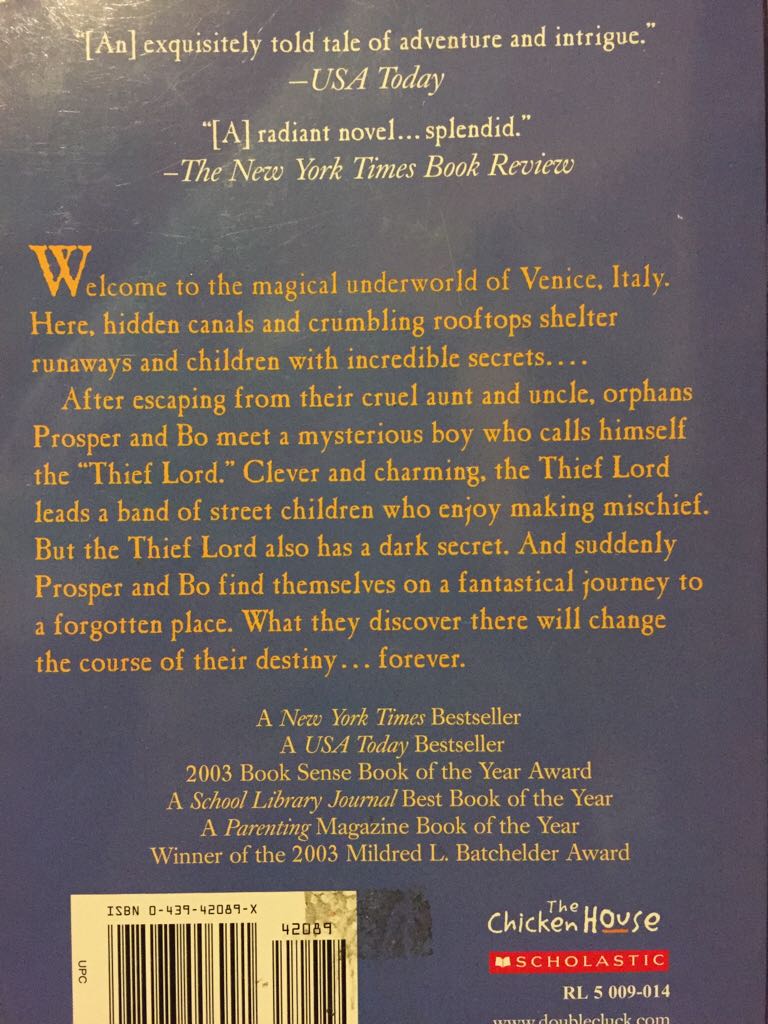 “[An] exquisitely told tale of adventure and intrigue.”
—USA Today
“[A] radiant novel... splendid.”
—The New York Times Book Review
Welcome to the magical underworld of Venice, Italy.
Here, hidden canals and crumbling rooftops shelter
runaways and children with incredible secrets....
After escaping from their cruel aunt and uncle, orphans
Prosper and Bo meet a mysterious boy who calls himself
the “Thief Lord.” Clever and charming, the Thief Lord
leads a band of street children who enjoy making mischief.
But the Thief Lord also has a dark secret. And suddenly
Prosper and Bo find themselves on a fantastical journey to
a forgotten place. What they discover there will change
the course of their destiny... forever.
A New York Times Bestseller
A USA Today Bestseller
2003 Book Sense Book of the Year Award
A School Library Journal Best Book of the Year
A Parenting Magazine Book of the Year
Winner of the 2003 Mildred L. Batchelder Award
ISBN 0-439-42089-X
42089
UPC
The
Chicken House
SCHOLASTIC
RL 5 009-014
www.doublecluck.com